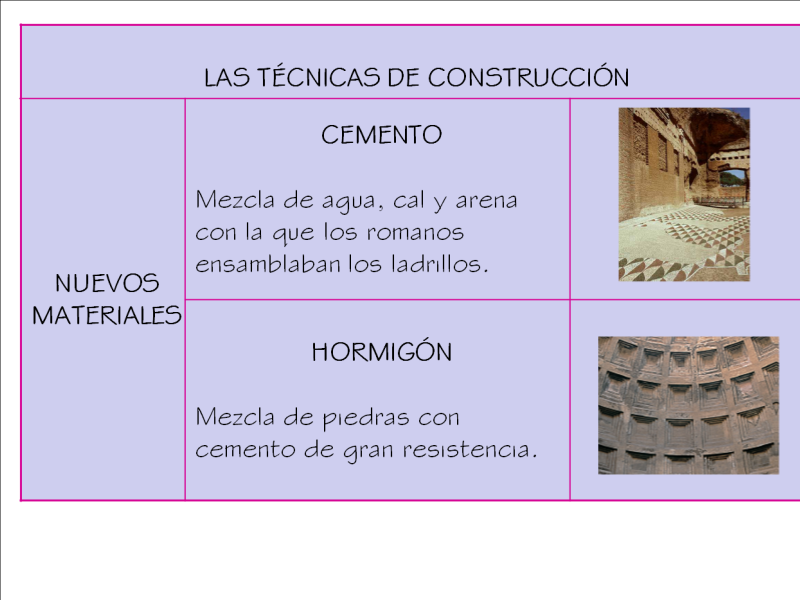 LAS TÉCNICAS DE CONSTRUCCIÓN
NUEVOS
MATERIALES
CEMENTO
Mezcla de agua, cal y arena
con la que los romanos
ensamblaban los ladrillos.
HORMIGÓN
Mezcla de piedras con
cemento de gran resistencia.